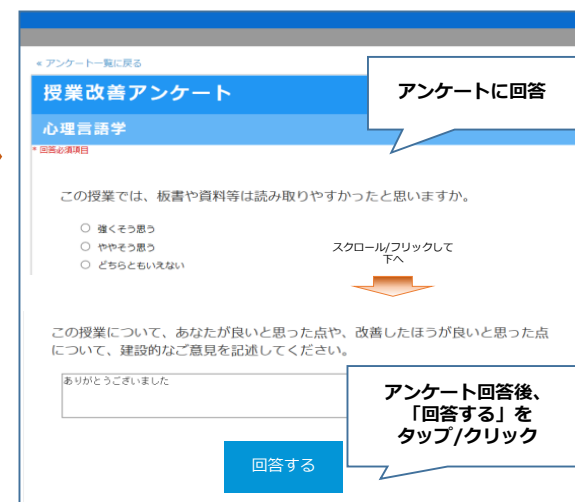 « アンケート一覧に戻る
授業改善アンケート
アンケートに回答
心理言語学
* 回答必須項目
この授業では、板書や資料等は読み取りやすかったと思いますか。
強くそう思う
ややそう思う
どちらともいえない
スクロール/フリックして
下へ
この授業について、あなたが良いと思った点や、改善したほうが良いと思った点
について、建設的なご意見を記述してください。
ありがとうございました
アンケート回答後、
「回答する」を
タップ/クリック
回答する